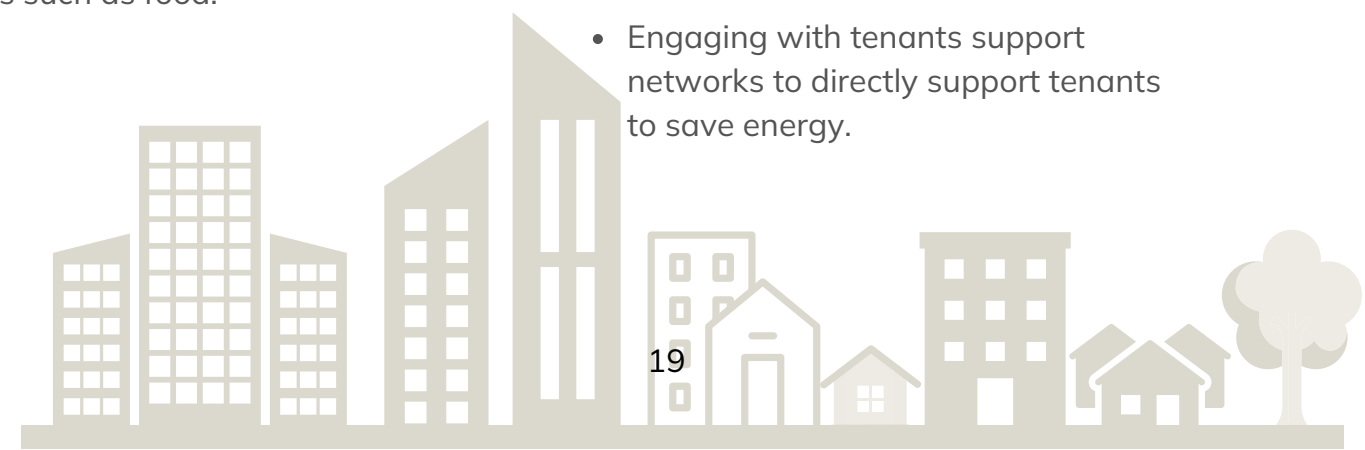 s such as food.
• Engaging with tenants support
networks to directly support tenants
to save energy.
19